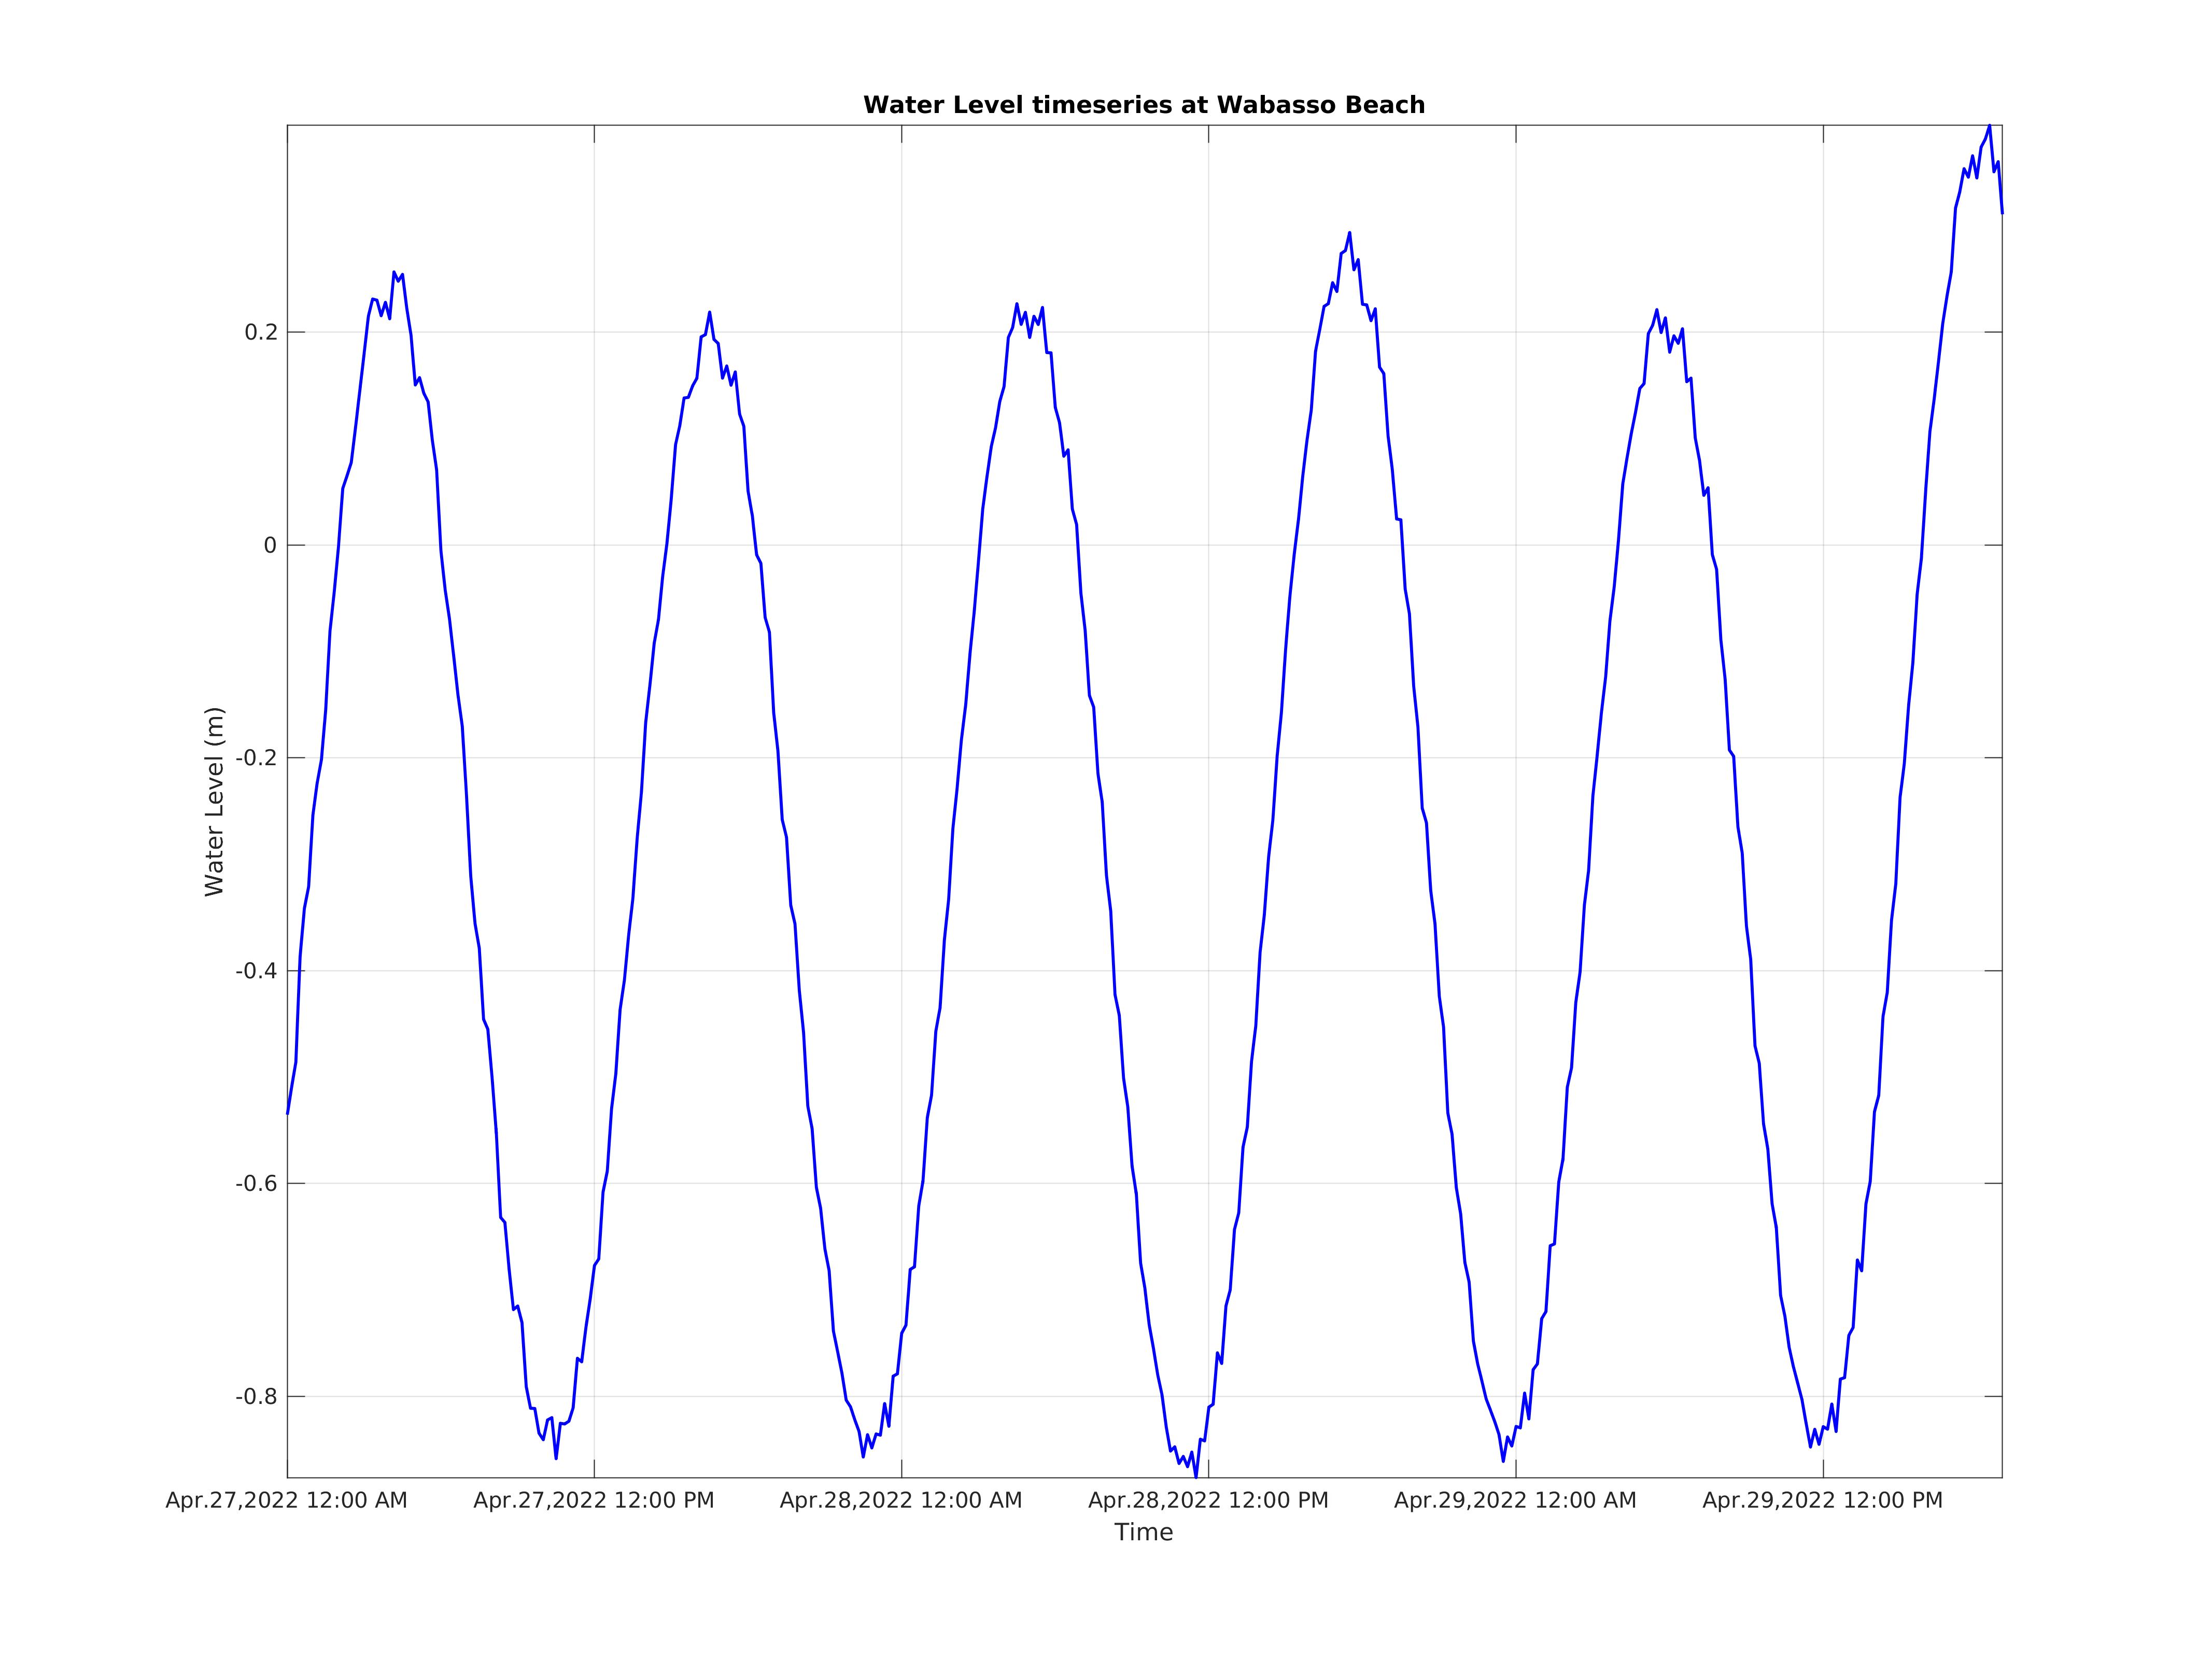 Water Level timeseries at Wabasso Beach
0.2
0
-0.2
-0.4
-0.6
-0.8
Water Level (m)
Apr.27,2022 12:00 AM Apr.27,2022 12:00 PM Apr.28,2022 12:00 AM Apr.28,2022 12:00 PM Apr.29,2022 12:00 AM Apr.29,2022 12:00 PM
Time